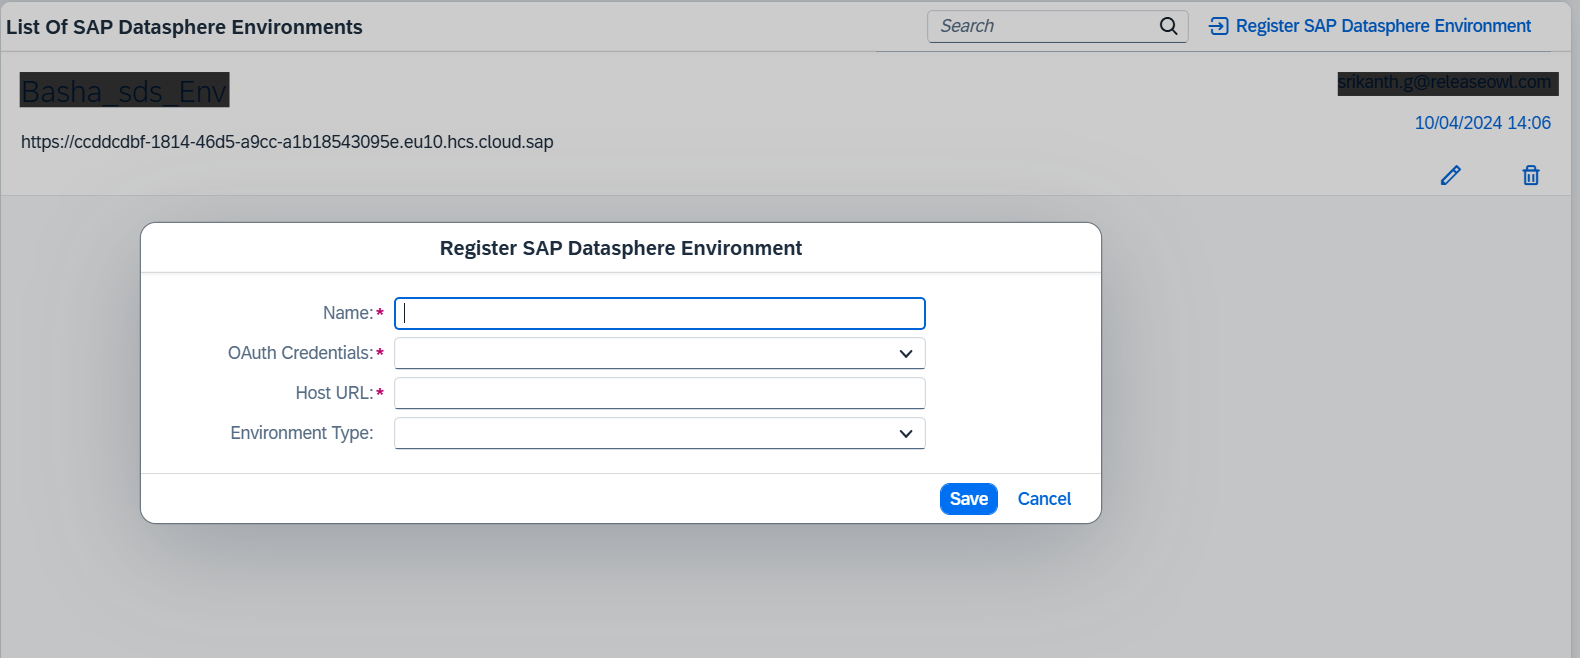 List Of SAP Datasphere Environments
Search
Register SAP Datasphere Environment
Basha_sds_Env
srikanth.g@releaseowl.com
https://ccddcdbf-1814-46d5-a9cc-a1b18543095e.eu10.hcs.cloud.sap
10/04/2024 14:06
Register SAP Datasphere Environment
Name:*
OAuth Credentials:*
Host URL:*
Environment Type:
Save
Cancel